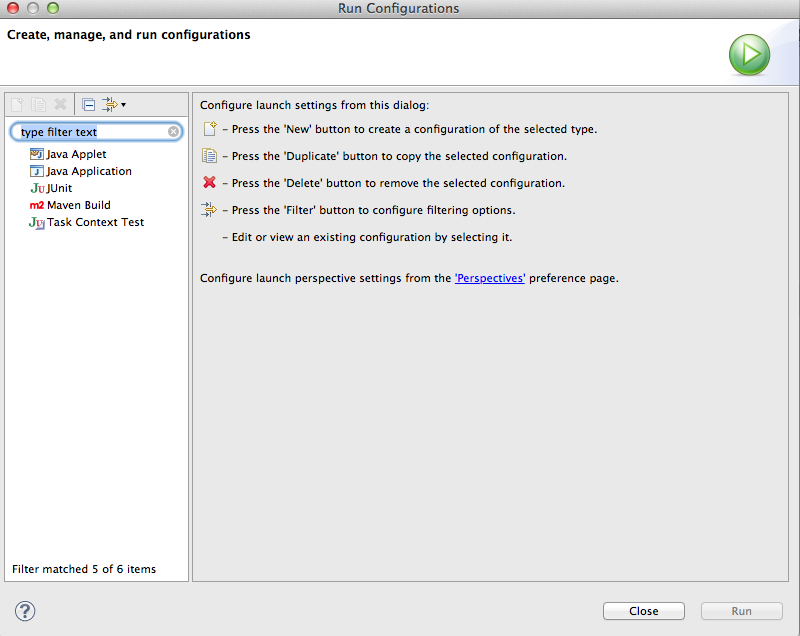 Run Configurations
Create, manage, and run configurations
type filter text
Java Applet
Java Application
Ju JUnit
m2 Maven Build
Ju Task Context Test
Filter matched 5 of 6 items
Configure launch settings from this dialog:
– Press the 'New' button to create a configuration of the selected type.
– Press the 'Duplicate' button to copy the selected configuration.
– Press the 'Delete' button to remove the selected configuration.
– Press the 'Filter' button to configure filtering options.
– Edit or view an existing configuration by selecting it.
Configure launch perspective settings from the 'Perspectives' preference page.
?
Close
Run